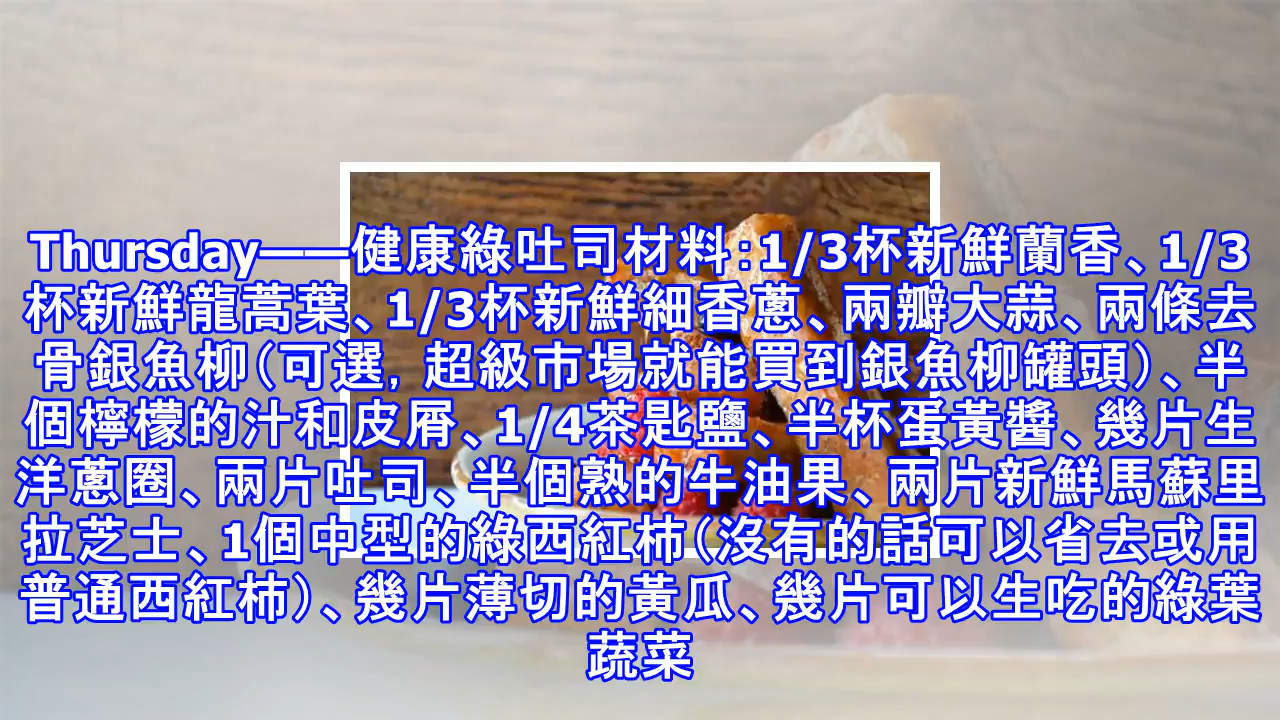 Thursday——健康綠吐司材料：1/3杯新鮮蘭香、1/3
杯新鮮龍蒿葉、1/3杯新鮮細香蔥、兩瓣大蒜、兩條去
骨銀魚柳（可選，超級市場就能買到銀魚柳罐頭）、半
個檸檬的汁和皮屑、1/4茶匙鹽、半杯蛋黃醬、幾片生
洋蔥圈、兩片吐司、半個熟的牛油果、兩片新鮮馬蘇里
拉芝士、1個中型的綠西紅柿（沒有的話可以省去或用
普通西紅柿）、幾片薄切的黃瓜、幾片可以生吃的綠葉
蔬菜